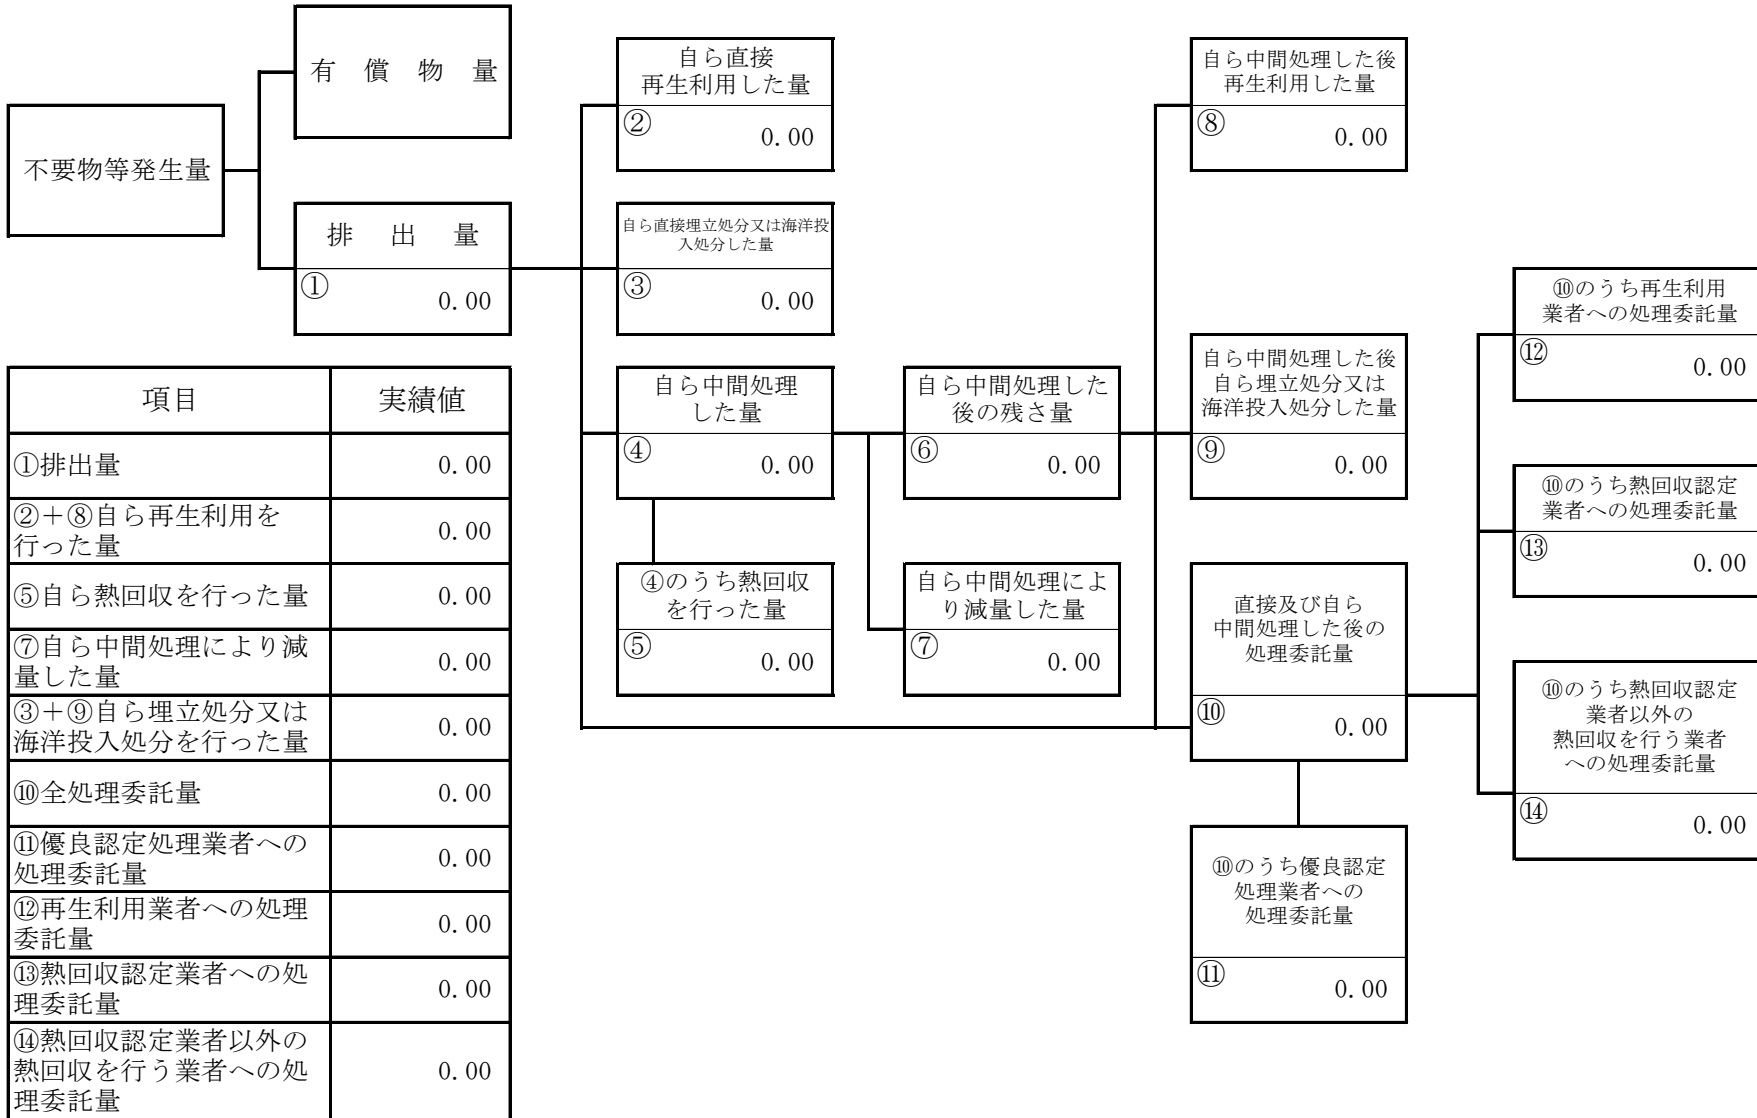 不要物等発生量
有 償 物 量
排 出 量
①
0.00
自ら直接
再生利用した量
②
0.00
自ら直接埋立処分又は海洋投
入処分した量
③
0.00
自ら中間処理
した量
④
0.00
④のうち熱回収
を行った量
⑤
0.00
自ら中間処理した
後の残さ量
⑥
0.00
自ら中間処理によ
り減量した量
⑦
0.00
自ら中間処理した後
再生利用した量
⑧
0.00
自ら中間処理した後
自ら埋立処分又は
海洋投入処分した量
⑨
0.00
直接及び自ら
中間処理した後の
処理委託量
⑩
0.00
⑩のうち優良認定
処理業者への
処理委託量
⑪
0.00
⑩のうち再生利用
業者への処理委託量
⑫
0.00
⑩のうち熱回収認定
業者への処理委託量
⑬
0.00
⑩のうち熱回収認定
業者以外の
熱回収を行う業者
への処理委託量
⑭
0.00
項目 実績値
①排出量 0.00
②＋⑧自ら再生利用を
行った量 0.00
⑤自ら熱回収を行った量 0.00
⑦自ら中間処理により減
量した量 0.00
③＋⑨自ら埋立処分又は
海洋投入処分を行った量 0.00
⑩全処理委託量 0.00
⑪優良認定処理業者への
処理委託量 0.00
⑫再生利用業者への処理
委託量 0.00
⑬熱回収認定業者への処
理委託量 0.00
⑭熱回収認定業者以外の
熱回収を行う業者への処
理委託量 0.00